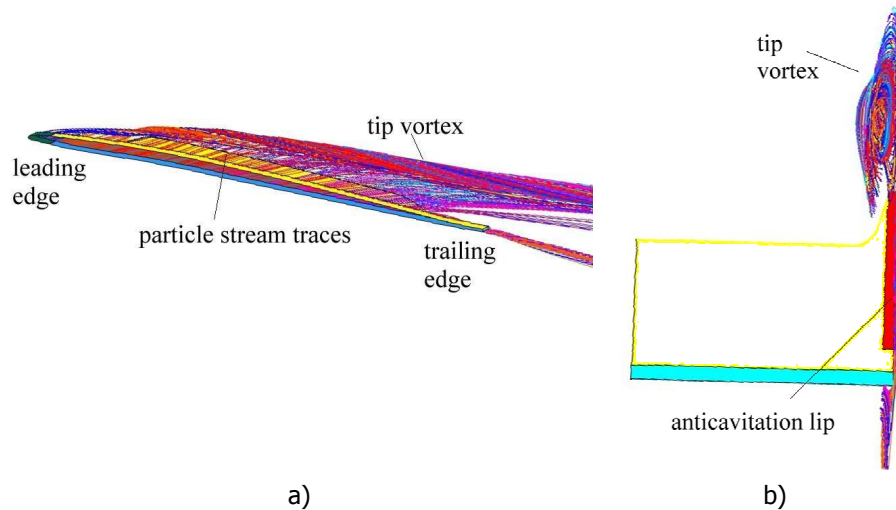 tip vortex
leading
edge
particle stream traces
trailing
edge
a)
tip
vortex
anticavitation lip
b)